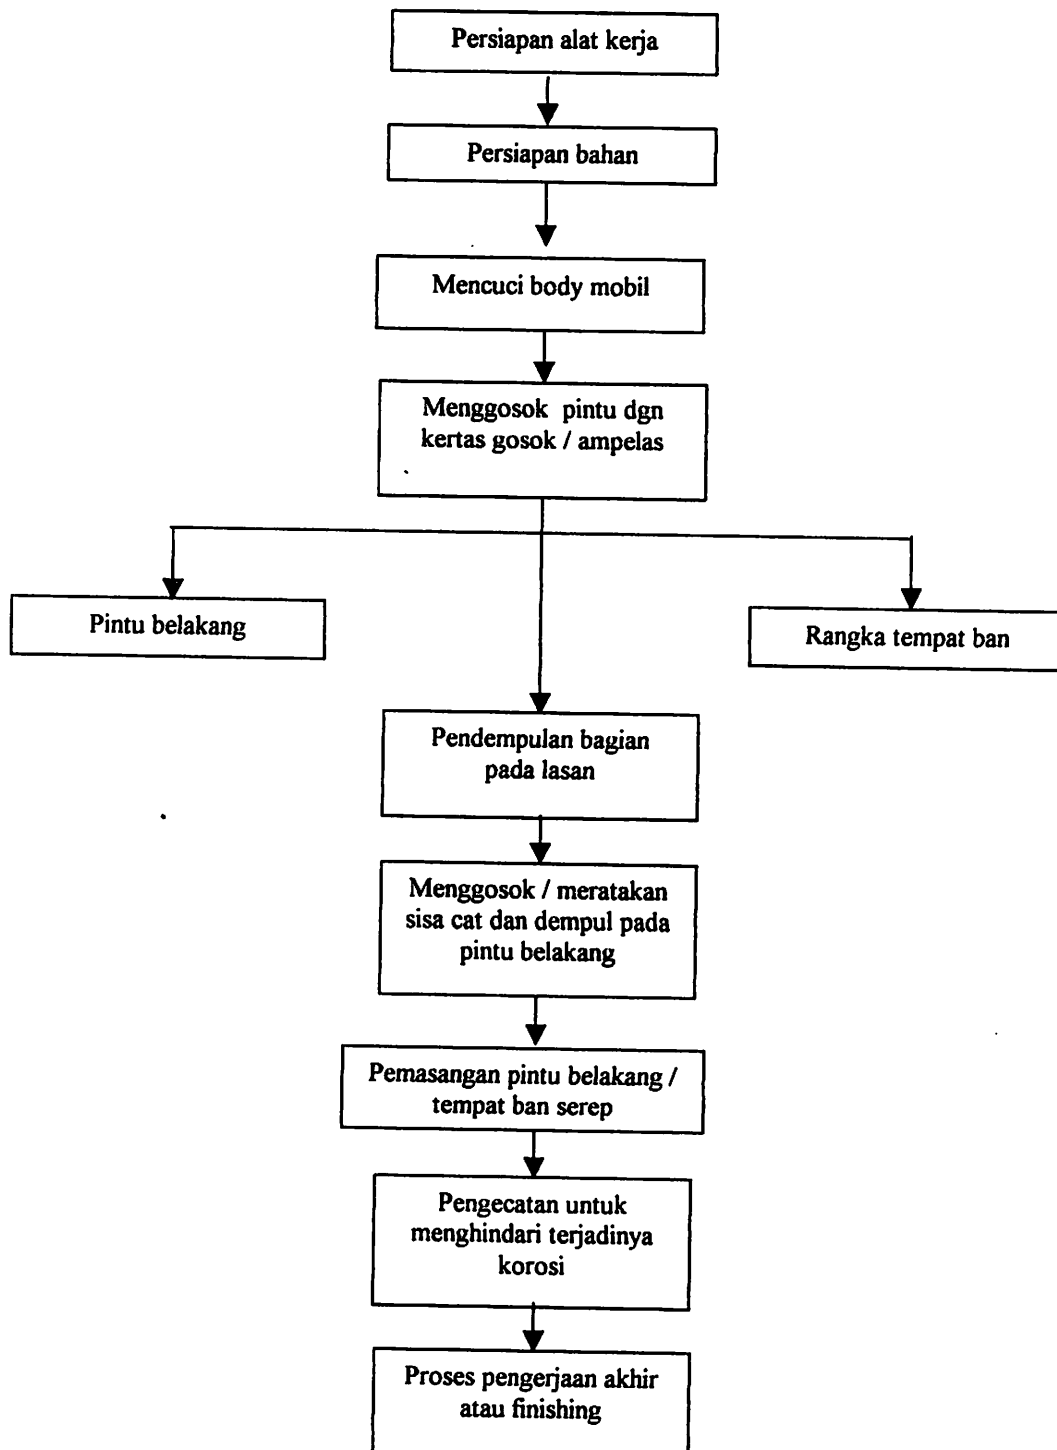 Persiapan alat kerja
Persiapan bahan
Mencuci body mobil
Menggosok pintu dgn
kertas gosok / ampelas
Pintu belakang
Rangka tempat ban
Pendempulan bagian
pada lasan
Menggosok / meratakan
sisa cat dan dempul pada
pintu belakang
Pemasangan pintu belakang /
tempat ban serep
Pengecatan untuk
menghindari terjadinya
korosi
Proses pengerjaan akhir
atau finishing